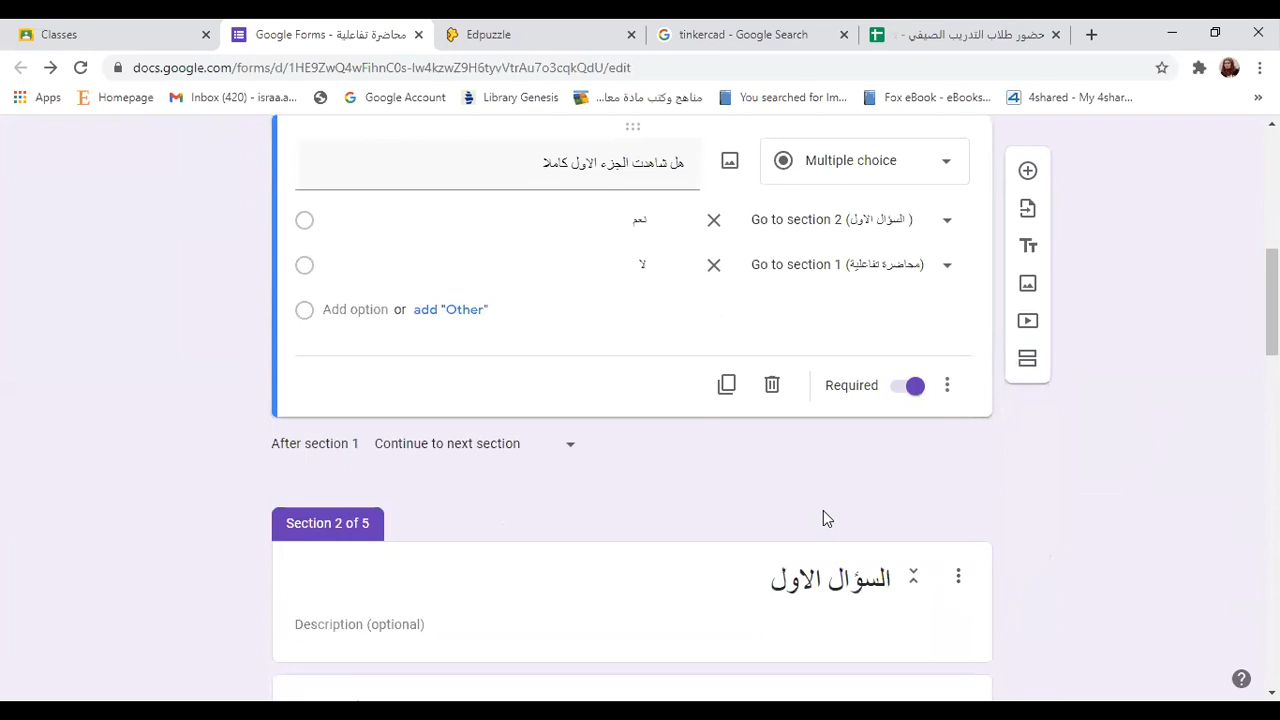 Classes
محاضرة تفاعلية - Google Forms
Edpuzzle
tinkercad - Google Search
حضور طلاب التدريب الصيفي -
docs.google.com/forms/d/1HE9ZwQ4wFihnC0s-lw4kzwZ9H6tyvVtrAu7o3cqkQdU/edit
Apps
Homepage
Inbox (420) - israa.a...
Google Account
Library Genesis
مناهج وكتب مادة معا...
You searched for Im...
Fox eBook - eBooks...
4shared - My 4shar...
»
هل شاهدت الجزء الاول كاملا
Multiple choice
نعم
Go to section 2 (السؤال الاول )
لا
Go to section 1 (محاضرة تفاعلية)
Add option or add "Other"
Required
After section 1 Continue to next section
Section 2 of 5
السؤال الاول
Description (optional)